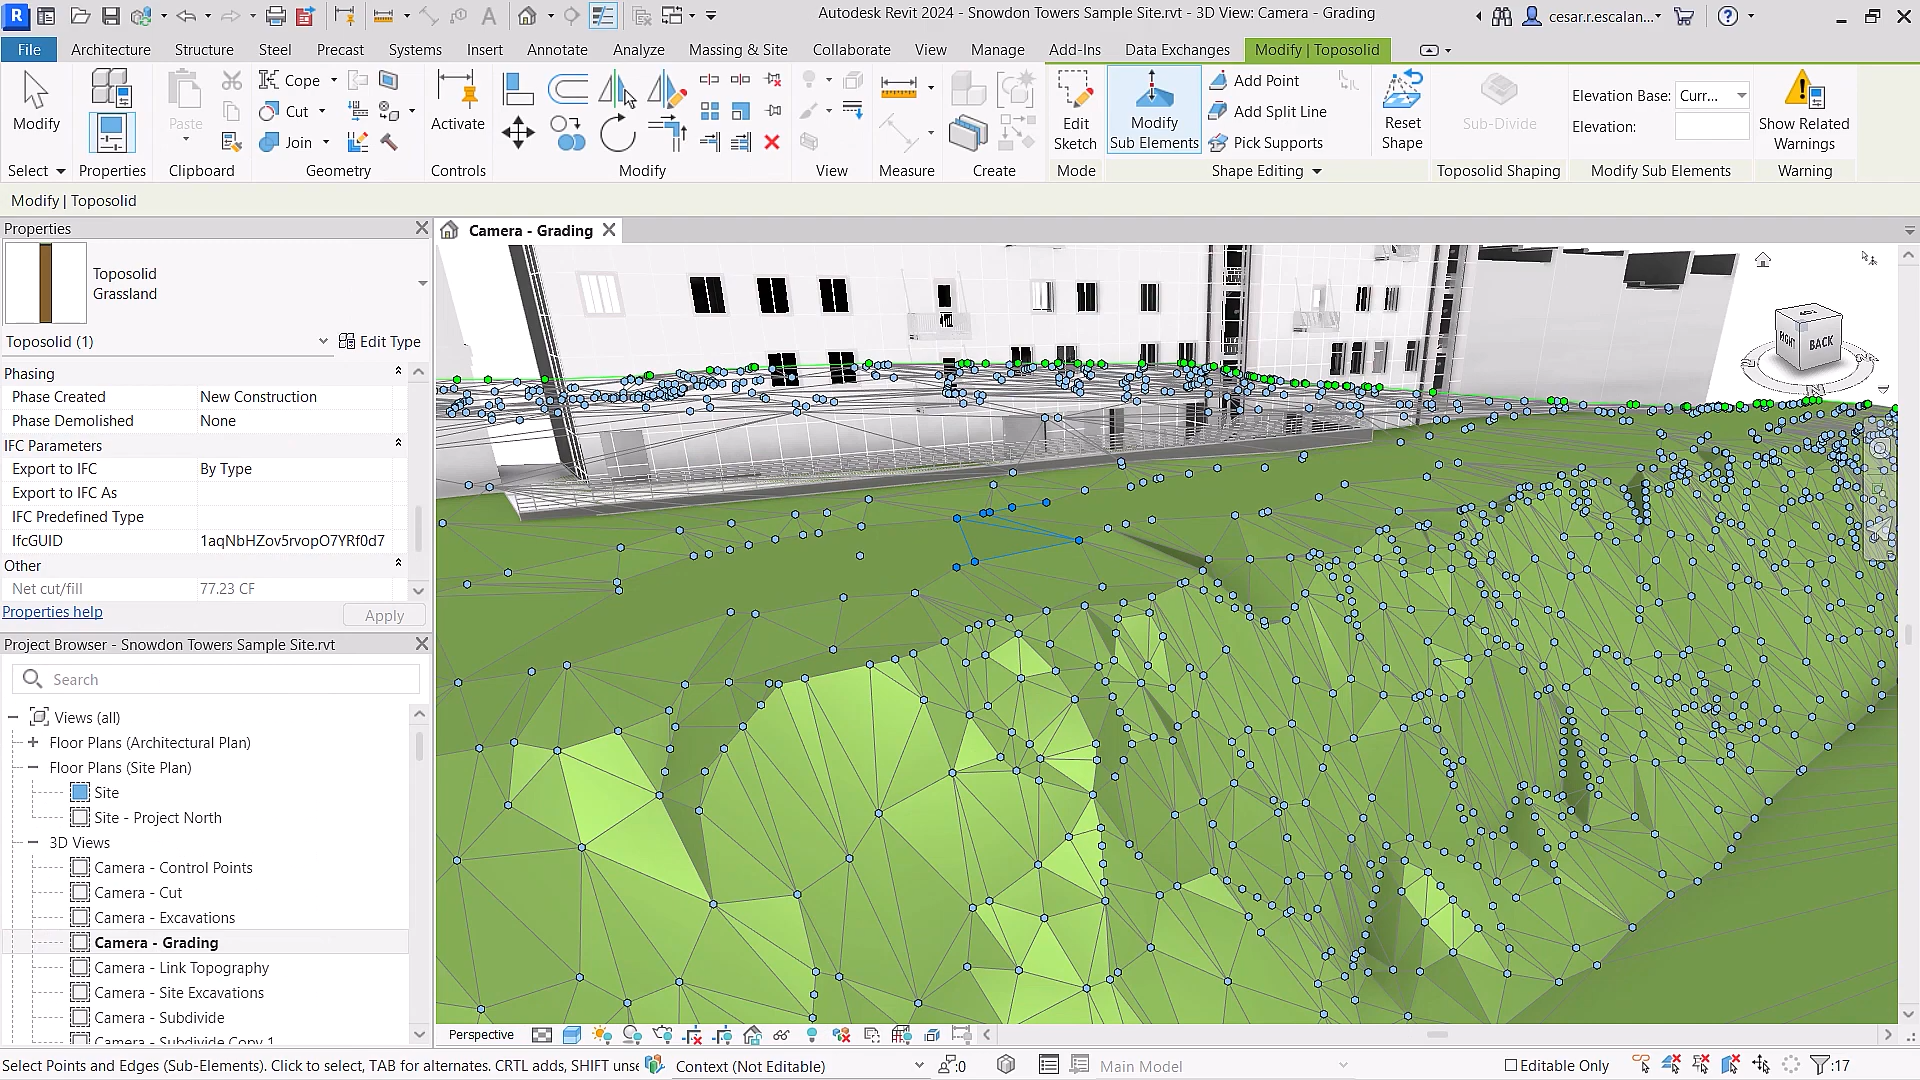 Autodesk Revit 2024 - Snowdon Towers Sample Site.rvt - 3D View: Camera - Grading
cesar.r.escalan...
File Architecture Structure Steel Precast Systems Insert Annotate Analyze Massing & Site Collaborate View Manage Add-Ins Data Exchanges Modify | Toposolid
Modify
Paste
Cope
Cut
Join
Activate
Edit Sketch
Modify Sub Elements
Add Point
Add Split Line
Pick Supports
Reset Shape
Sub-Divide
Elevation Base: Curr...
Elevation:
Show Related Warnings
Select Properties Clipboard Geometry Controls Modify View Measure Create Mode Shape Editing Toposolid Shaping Modify Sub Elements Warning
Modify | Toposolid
Properties
Toposolid
Grassland
Toposolid (1) Edit Type
Phasing
Phase Created New Construction
Phase Demolished None
IFC Parameters
Export to IFC By Type
Export to IFC As
IFC Predefined Type
IfcGUID 1aqNbHZov5rvopO7YRf0d7
Other
Net cut/fill 77.23 CF
Properties help Apply
Project Browser - Snowdon Towers Sample Site.rvt
Search
Views (all)
Floor Plans (Architectural Plan)
Floor Plans (Site Plan)
Site
Site - Project North
3D Views
Camera - Control Points
Camera - Cut
Camera - Excavations
Camera - Grading
Camera - Link Topography
Camera - Site Excavations
Camera - Subdivide
Camera - Subdivide Copy 1
Camera - Grading
RIGHT BACK
Perspective
Select Points and Edges (Sub-Elements). Click to select, TAB for alternates. CRTL adds, SHIFT unse
Context (Not Editable)
:0
Main Model
Editable Only
:17